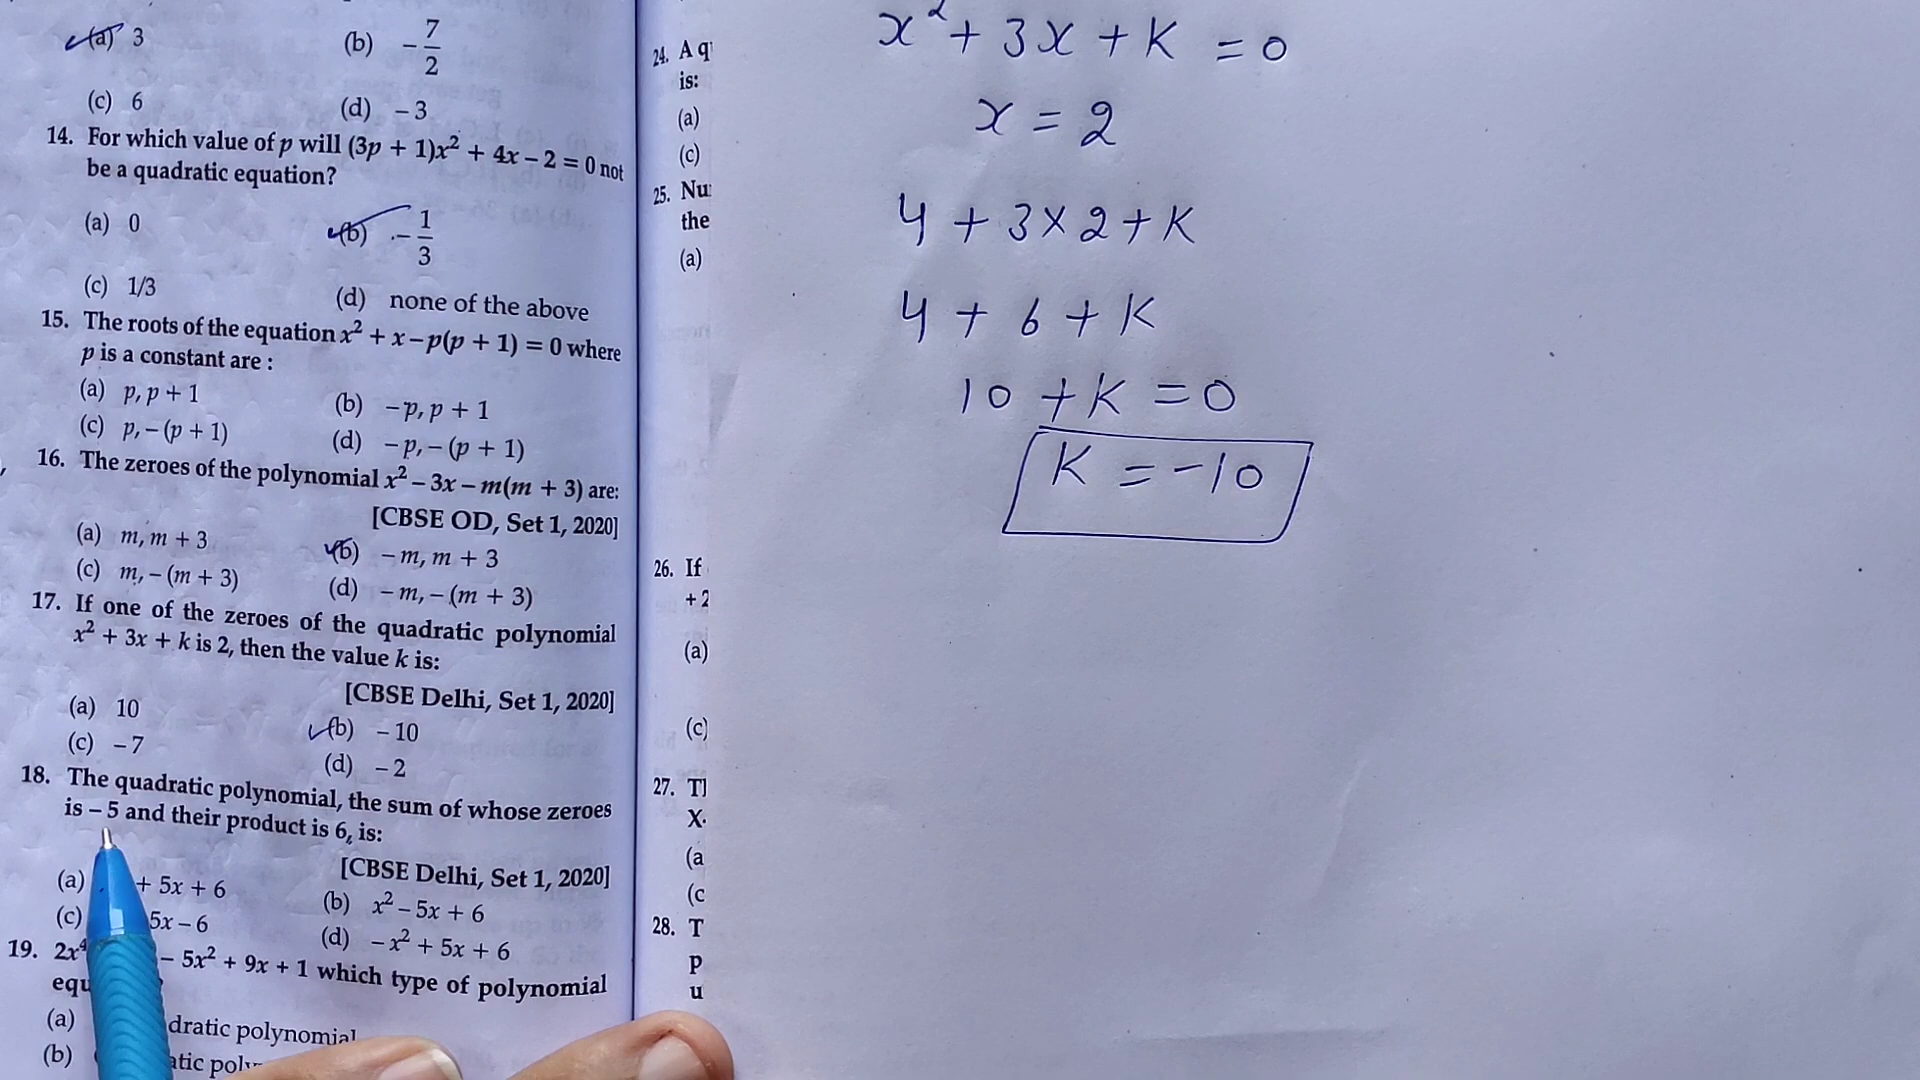 (a) 3 (b) – 7/2
(c) 6 (d) – 3
14. For which value of p will (3p + 1)x² + 4x – 2 = 0 not
be a quadratic equation?
(a) 0 (b) – 1/3
(c) 1/3 (d) none of the above
15. The roots of the equation x² + x – p(p + 1) = 0 where
p is a constant are :
(a) p, p + 1 (b) – p, p + 1
(c) p, – (p + 1) (d) – p, – (p + 1)
16. The zeroes of the polynomial x² – 3x – m(m + 3) are:
[CBSE OD, Set 1, 2020]
(a) m, m + 3 (b) – m, m + 3
(c) m, – (m + 3) (d) – m, – (m + 3)
17. If one of the zeroes of the quadratic polynomial
x² + 3x + k is 2, then the value k is:
[CBSE Delhi, Set 1, 2020]
(a) 10 (b) – 10
(c) – 7 (d) – 2
18. The quadratic polynomial, the sum of whose zeroes
is – 5 and their product is 6, is:
[CBSE Delhi, Set 1, 2020]
(a) + 5x + 6 (b) x² – 5x + 6
(c) 5x – 6 (d) – x² + 5x + 6
19. 2x⁴ – 5x² + 9x + 1 which type of polynomial
(a) polynomial
(b)
24. A
is:
(a)
(c)
25.
the
(a)
26. If
+ 2
(a)
(c)
27.
(a
(c
28.
x² + 3x + K = 0
x = 2
4 + 3 × 2 + K
4 + 6 + K
10 + K = 0
K = -10